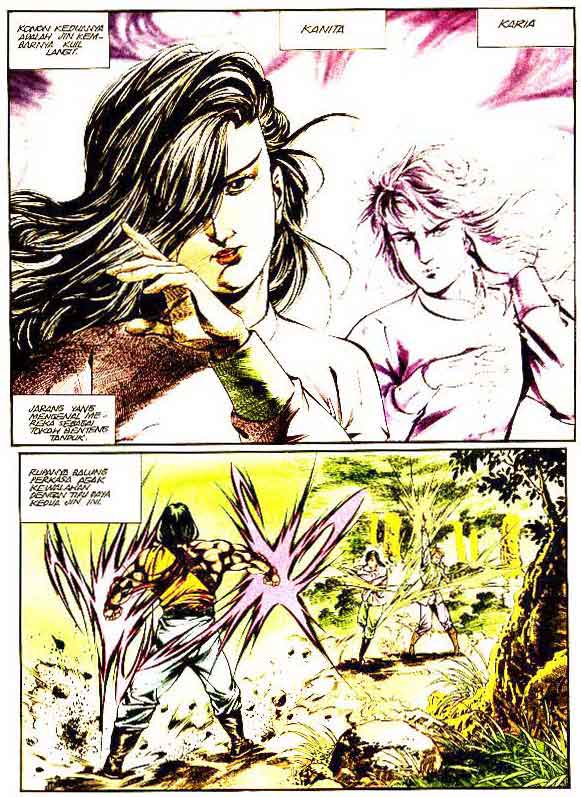 KONON KEDUANYA
ADALAH JIN KEM-
BARNYA KUIL
LANGIT.
KANITA
KARIA
JARANG YANG
MENGENAL ME-
REKA SEBAGAI
TOKOH BENTENG
TANDUK.
RUPANYA BALUNG
PERKASA AGAK
KEWALAHAN
DENGAN TIPU DAYA
KEDUA JIN INI.